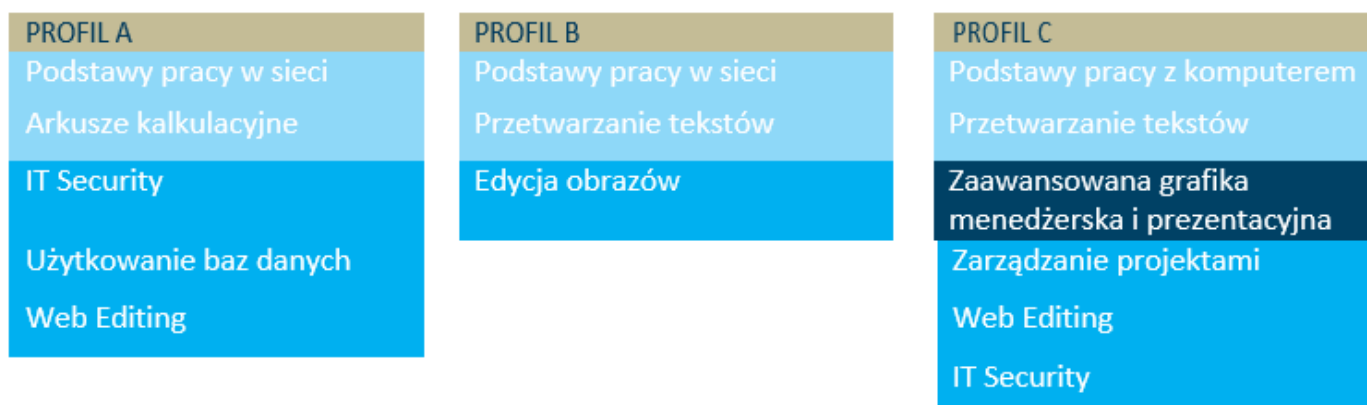 PROFIL A
Podstawy pracy w sieci
Arkusze kalkulacyjne
IT Security
Użytkowanie baz danych
Web Editing
PROFIL B
Podstawy pracy w sieci
Przetwarzanie tekstów
Edycja obrazów
PROFIL C
Podstawy pracy z komputerem
Przetwarzanie tekstów
Zaawansowana grafika
menedżerska i prezentacyjna
Zarządzanie projektami
Web Editing
IT Security